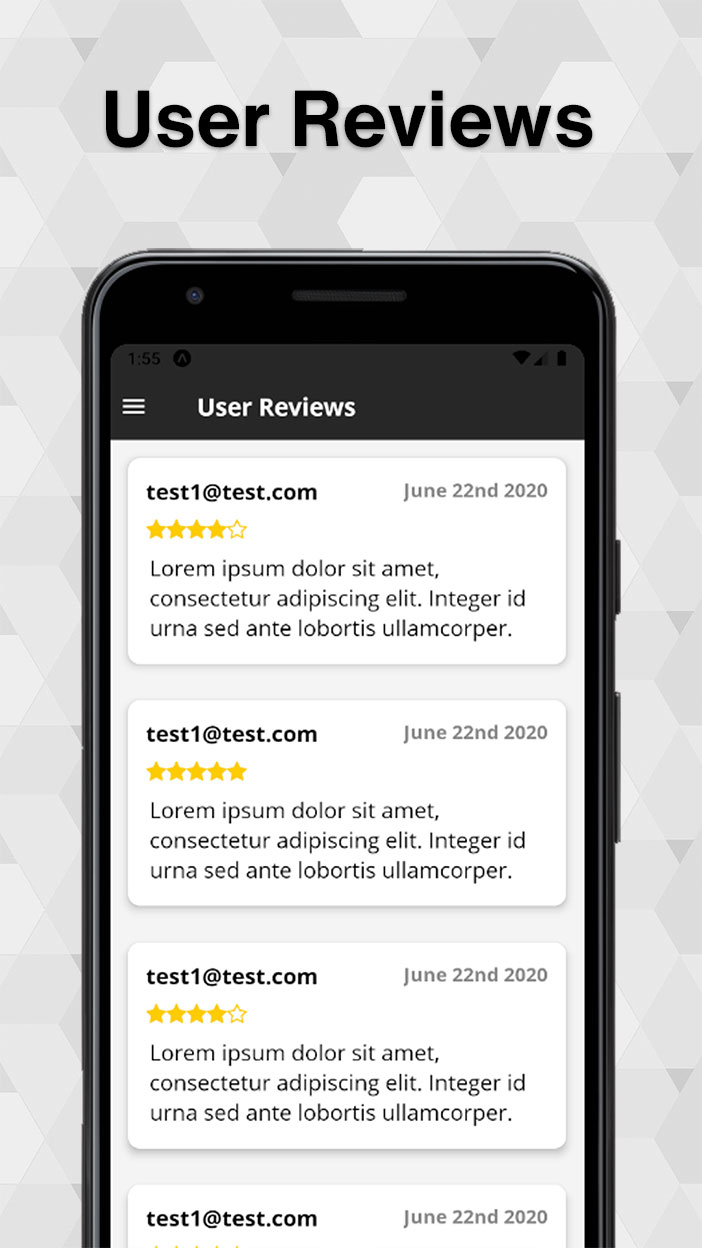 User Reviews
1:55
User Reviews
test1@test.com June 22nd 2020
Lorem ipsum dolor sit amet,
consectetur adipiscing elit. Integer id
urna sed ante lobortis ullamcorper.
test1@test.com June 22nd 2020
Lorem ipsum dolor sit amet,
consectetur adipiscing elit. Integer id
urna sed ante lobortis ullamcorper.
test1@test.com June 22nd 2020
Lorem ipsum dolor sit amet,
consectetur adipiscing elit. Integer id
urna sed ante lobortis ullamcorper.
test1@test.com June 22nd 2020